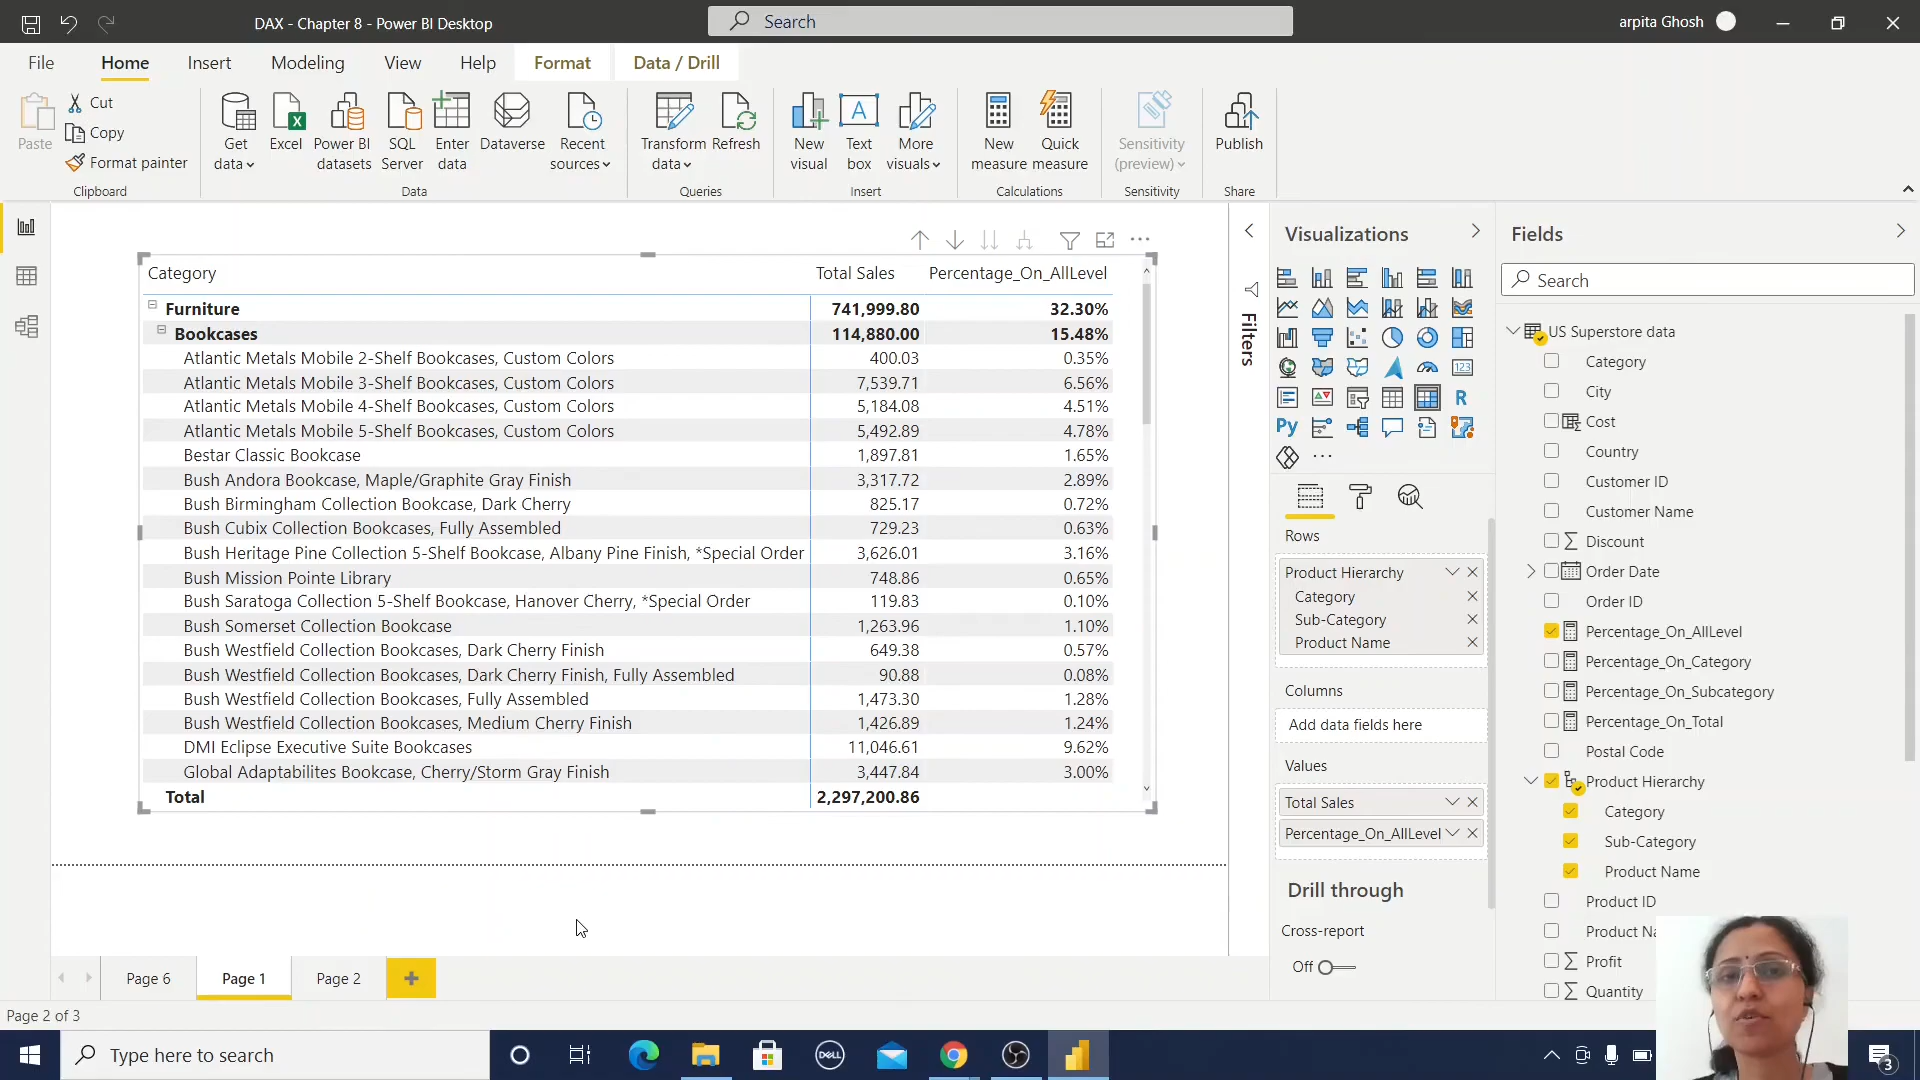 DAX - Chapter 8 - Power BI Desktop
Search
arpita Ghosh
File Home Insert Modeling View Help Format Data / Drill
Paste
Cut
Copy
Format painter
Clipboard
Get data
Excel
Power BI datasets
SQL Server
Enter data
Dataverse
Recent sources
Data
Transform data
Refresh
Queries
New visual
Text box
More visuals
Insert
New measure
Quick measure
Calculations
Sensitivity (preview)
Sensitivity
Publish
Share
Category Total Sales Percentage_On_AllLevel
Furniture 741,999.80 32.30%
Bookcases 114,880.00 15.48%
Atlantic Metals Mobile 2-Shelf Bookcases, Custom Colors 400.03 0.35%
Atlantic Metals Mobile 3-Shelf Bookcases, Custom Colors 7,539.71 6.56%
Atlantic Metals Mobile 4-Shelf Bookcases, Custom Colors 5,184.08 4.51%
Atlantic Metals Mobile 5-Shelf Bookcases, Custom Colors 5,492.89 4.78%
Bestar Classic Bookcase 1,897.81 1.65%
Bush Andora Bookcase, Maple/Graphite Gray Finish 3,317.72 2.89%
Bush Birmingham Collection Bookcase, Dark Cherry 825.17 0.72%
Bush Cubix Collection Bookcases, Fully Assembled 729.23 0.63%
Bush Heritage Pine Collection 5-Shelf Bookcase, Albany Pine Finish, *Special Order 3,626.01 3.16%
Bush Mission Pointe Library 748.86 0.65%
Bush Saratoga Collection 5-Shelf Bookcase, Hanover Cherry, *Special Order 119.83 0.10%
Bush Somerset Collection Bookcase 1,263.96 1.10%
Bush Westfield Collection Bookcases, Dark Cherry Finish 649.38 0.57%
Bush Westfield Collection Bookcases, Dark Cherry Finish, Fully Assembled 90.88 0.08%
Bush Westfield Collection Bookcases, Fully Assembled 1,473.30 1.28%
Bush Westfield Collection Bookcases, Medium Cherry Finish 1,426.89 1.24%
DMI Eclipse Executive Suite Bookcases 11,046.61 9.62%
Global Adaptabilites Bookcase, Cherry/Storm Gray Finish 3,447.84 3.00%
Total 2,297,200.86
Filters
Visualizations
R
Py
123
Rows
Product Hierarchy
Category
Sub-Category
Product Name
Columns
Add data fields here
Values
Total Sales
Percentage_On_AllLevel
Drill through
Cross-report
Off
Fields
Search
US Superstore data
Category
City
Cost
Country
Customer ID
Customer Name
Discount
Order Date
Order ID
Percentage_On_AllLevel
Percentage_On_Category
Percentage_On_Subcategory
Percentage_On_Total
Postal Code
Product Hierarchy
Category
Sub-Category
Product Name
Product ID
Product Na
Profit
Quantity
Page 6 Page 1 Page 2 +
Page 2 of 3
Type here to search
DELL
3